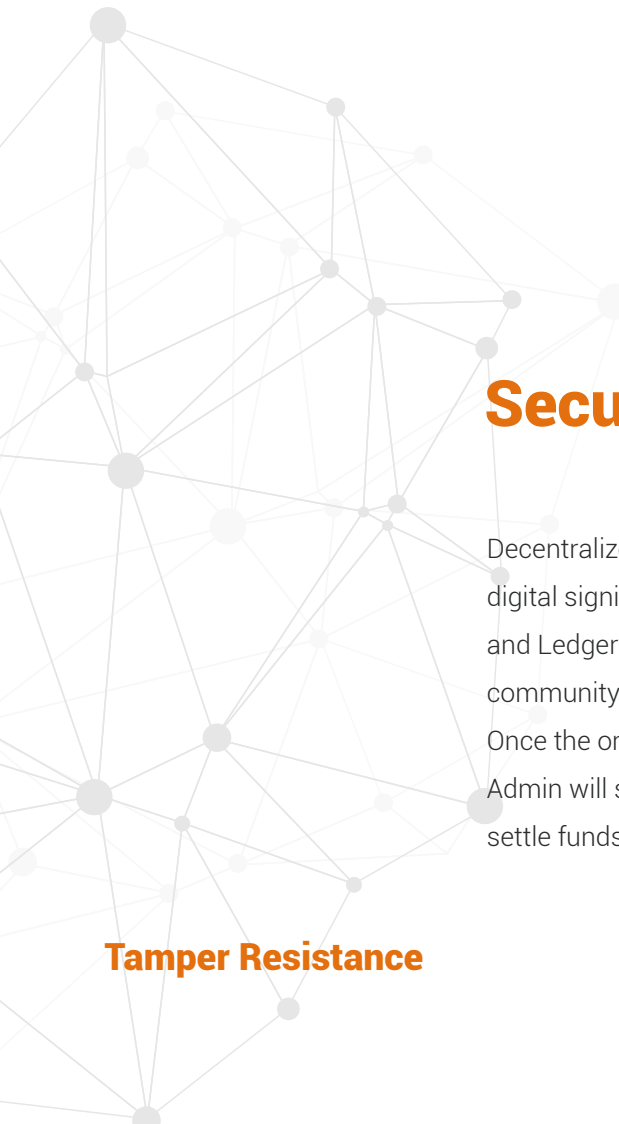 Secu
Decentraliz
digital signi
and Ledger
community
Once the or
Admin will s
settle funds
Tamper Resistance